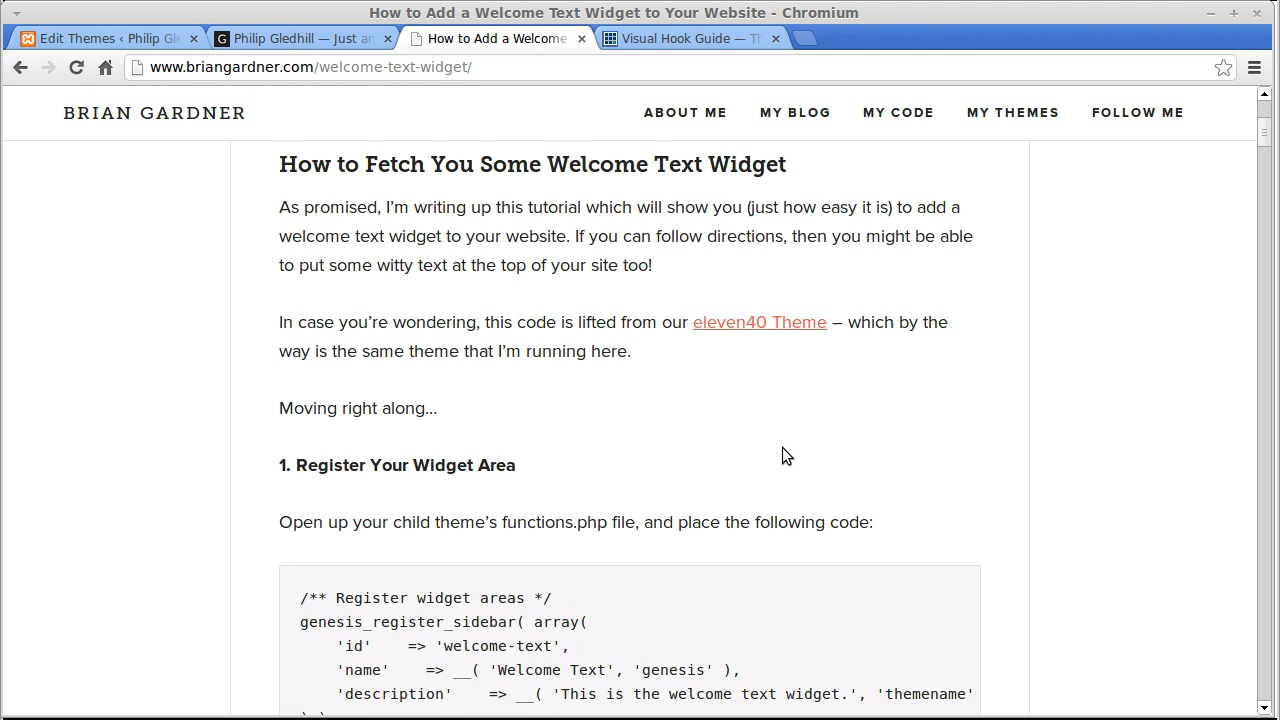 How to Add a Welcome Text Widget to Your Website - Chromium
Edit Themes ‹ Philip Gle
Philip Gledhill — Just an
How to Add a Welcome
Visual Hook Guide — Th
www.briangardner.com/welcome-text-widget/
BRIAN GARDNER
ABOUT ME MY BLOG MY CODE MY THEMES FOLLOW ME
How to Fetch You Some Welcome Text Widget
As promised, I’m writing up this tutorial which will show you (just how easy it is) to add a
welcome text widget to your website. If you can follow directions, then you might be able
to put some witty text at the top of your site too!
In case you’re wondering, this code is lifted from our eleven40 Theme – which by the
way is the same theme that I’m running here.
Moving right along…
1. Register Your Widget Area
Open up your child theme’s functions.php file, and place the following code:
/** Register widget areas */
genesis_register_sidebar( array(
    'id'    => 'welcome-text',
    'name'    => __( 'Welcome Text', 'genesis' ),
    'description'    => __( 'This is the welcome text widget.', 'themename'